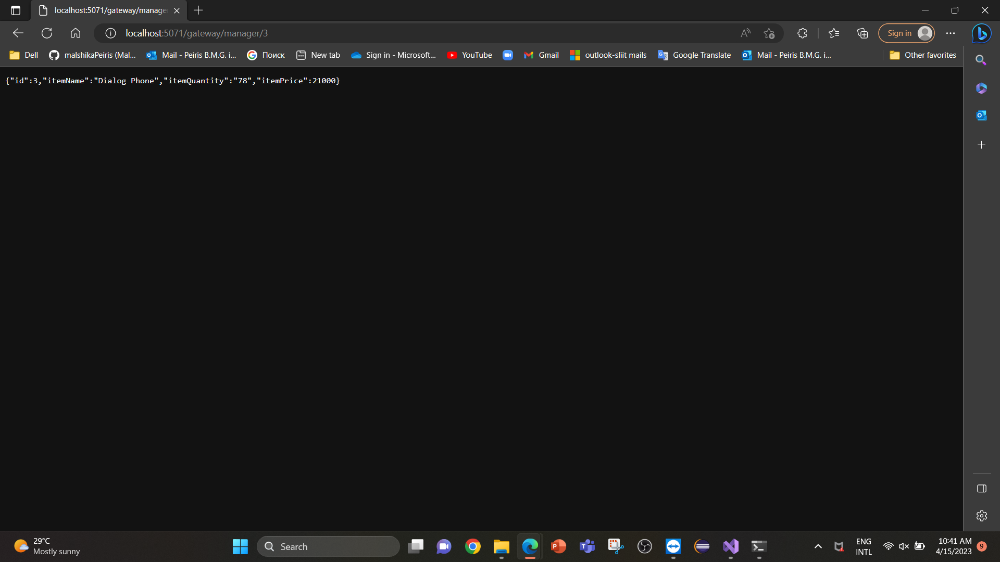 localhost:5071/gateway/manage
localhost:5071/gateway/manager/3
Sign in
Dell
malshikaPeiris (Mal...
Mail - Peiris B.M.G. i...
Поиск
New tab
Sign in - Microsoft...
YouTube
Gmail
outlook-sliit mails
Google Translate
Mail - Peiris B.M.G. i...
Other favorites
{"id":3,"itemName":"Dialog Phone","itemQuantity":"78","itemPrice":21000}
29°C
Mostly sunny
Search
ENG
INTL
10:41 AM
4/15/2023
9